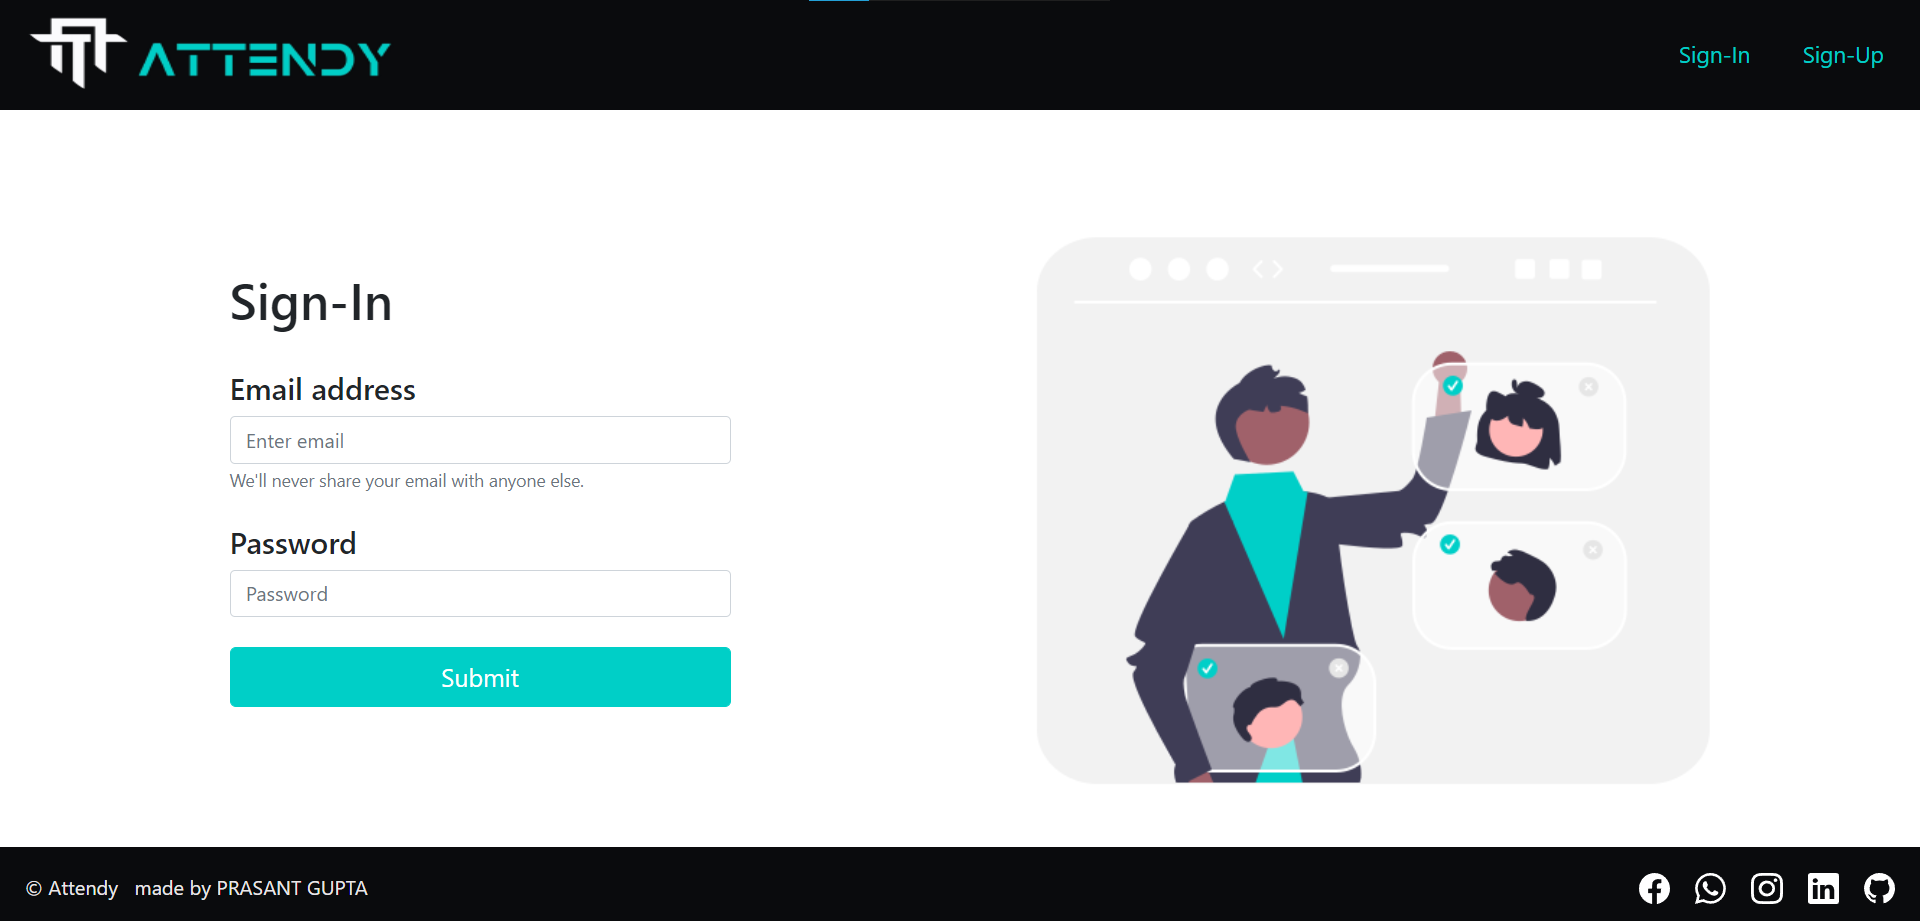 ATTENDY
Sign-In Sign-Up
Sign-In
Email address
Enter email
We'll never share your email with anyone else.
Password
Password
Submit
© Attendy made by PRASANT GUPTA